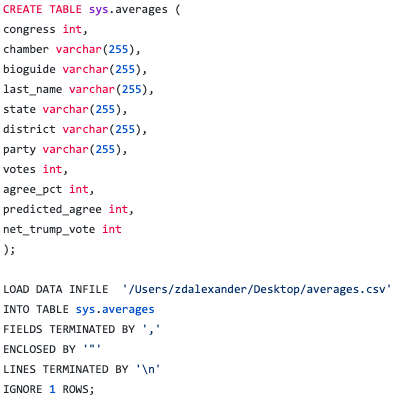 CREATE TABLE sys.averages (
congress int,
chamber varchar(255),
bioguide varchar(255),
last_name varchar(255),
state varchar(255),
district varchar(255),
party varchar(255),
votes int,
agree_pct int,
predicted_agree int,
net_trump_vote int
);
LOAD DATA INFILE  '/Users/zdalexander/Desktop/averages.csv'
INTO TABLE sys.averages
FIELDS TERMINATED BY ','
ENCLOSED BY '"'
LINES TERMINATED BY '\n'
IGNORE 1 ROWS;